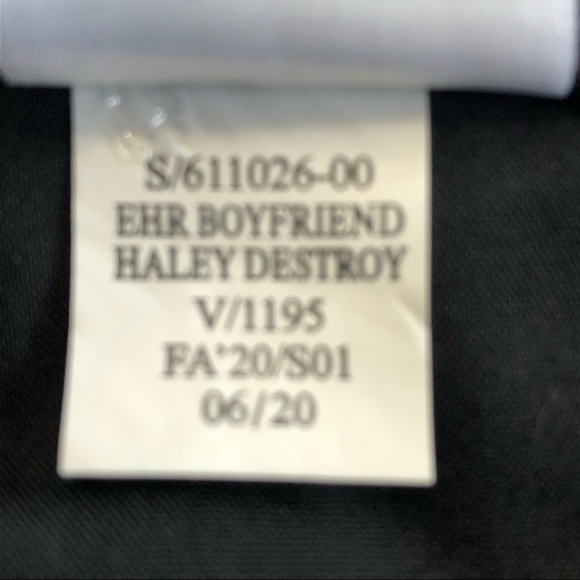 S/611026-00
EHR BOYFRIEND
HALEY DESTROY
V/1195
FA'20/S01
06/20